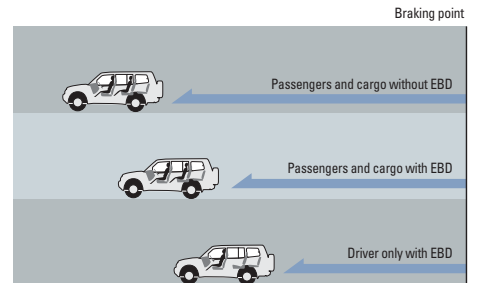 Braking point
Passengers and cargo without EBD
Passengers and cargo with EBD
Driver only with EBD